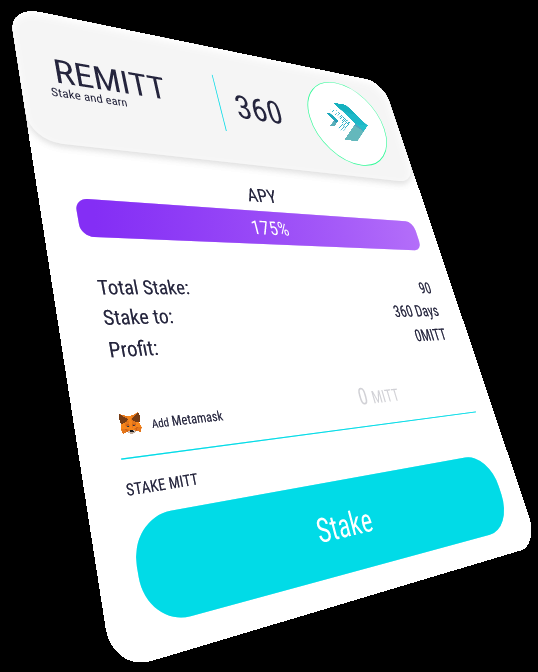 REMITT
Stake and earn
360
APY
175%
Total Stake: 90
Stake to: 360 Days
Profit: 0MITT
0 MITT
Add Metamask
STAKE MITT
Stake